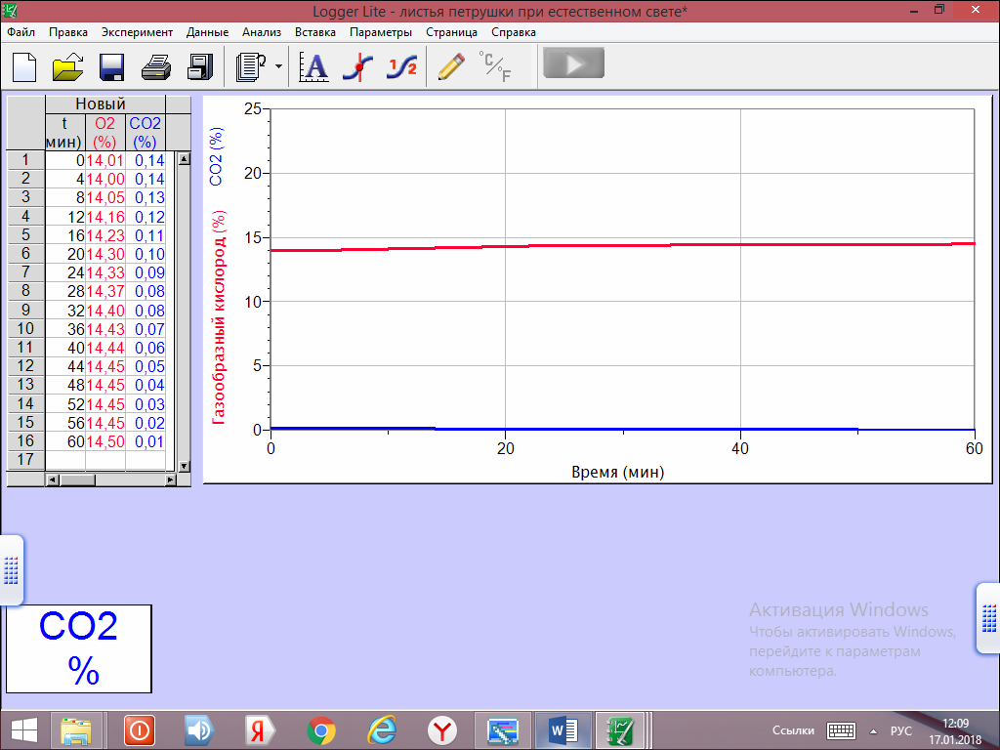 Logger Lite - листья петрушки при естественном свете*
Файл Правка Эксперимент Данные Анализ Вставка Параметры Страница Справка
A 1/2 °C/F
Новый
t O2 CO2
мин) (%) (%)
1 0 14,01 0,14
2 4 14,00 0,14
3 8 14,05 0,13
4 12 14,16 0,12
5 16 14,23 0,11
6 20 14,30 0,10
7 24 14,33 0,09
8 28 14,37 0,08
9 32 14,40 0,08
10 36 14,43 0,07
11 40 14,44 0,06
12 44 14,45 0,05
13 48 14,45 0,04
14 52 14,45 0,03
15 56 14,45 0,02
16 60 14,50 0,01
17
CO2 (%)
Газообразный кислород (%)
25
20
15
10
5
0
0 20 40 60
Время (мин)
CO2
%
Активация Windows
Чтобы активировать Windows,
перейдите к параметрам
компьютера.
Я Y W Ссылки РУС 12:09
17.01.2018